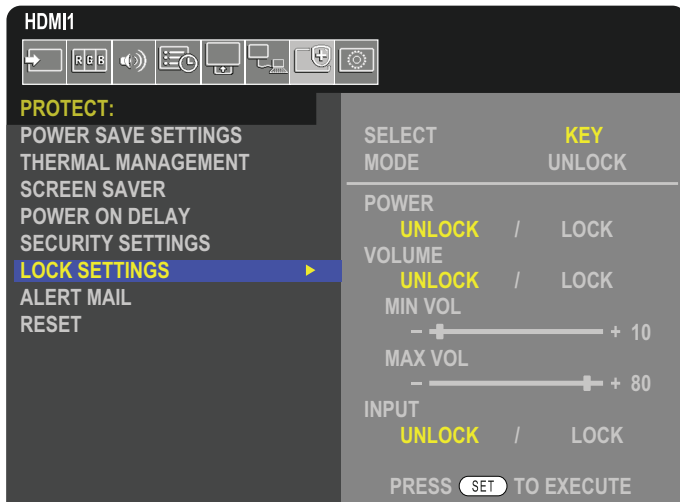 HDMI1
RGB
PROTECT:
POWER SAVE SETTINGS
THERMAL MANAGEMENT
SCREEN SAVER
POWER ON DELAY
SECURITY SETTINGS
LOCK SETTINGS
ALERT MAIL
RESET
SELECT KEY
MODE UNLOCK
POWER
UNLOCK / LOCK
VOLUME
UNLOCK / LOCK
MIN VOL
− + 10
MAX VOL
− + 80
INPUT
UNLOCK / LOCK
PRESS SET TO EXECUTE